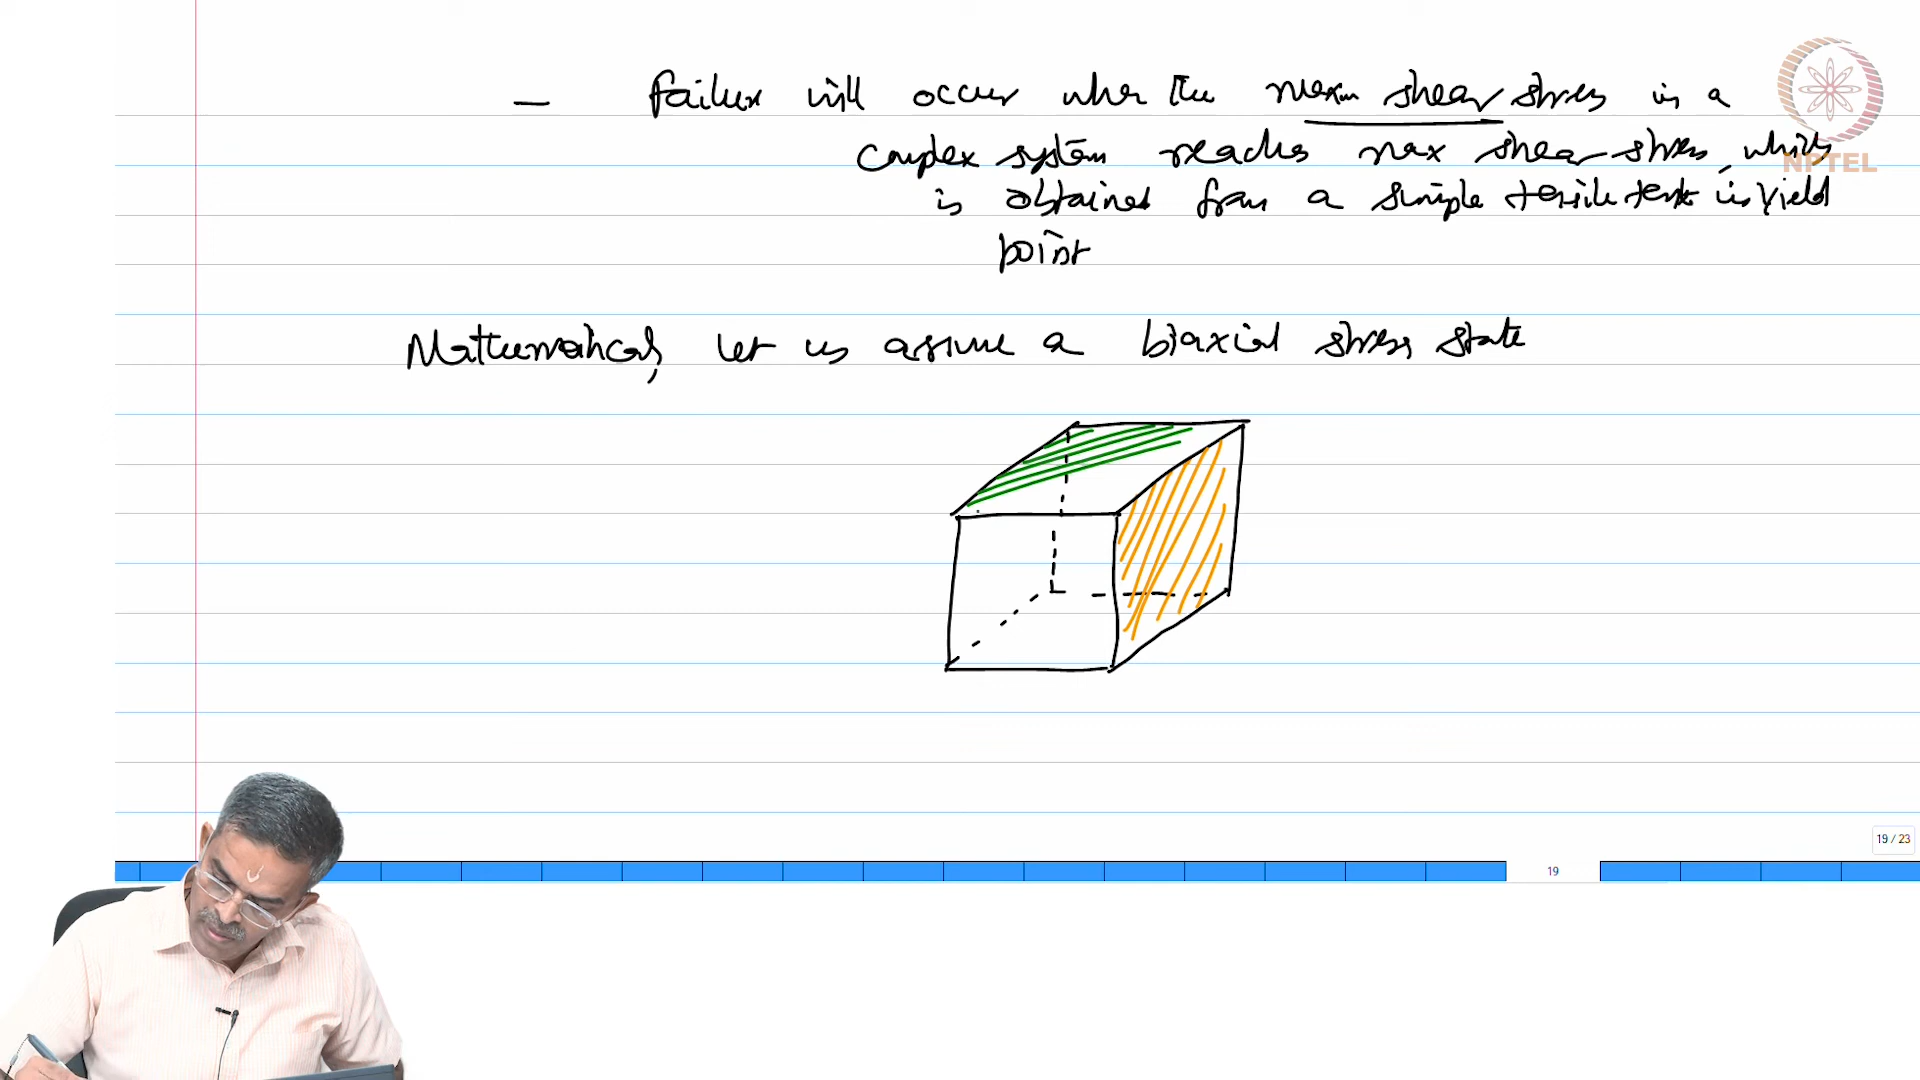 — Failure will occur when the maxm shear stress in a
complex system reaches max shear stress, which
is obtained from a simple tensile test in yield
point
Mathematical, let us assume a biaxial stress state
NPTEL
19 / 23
19